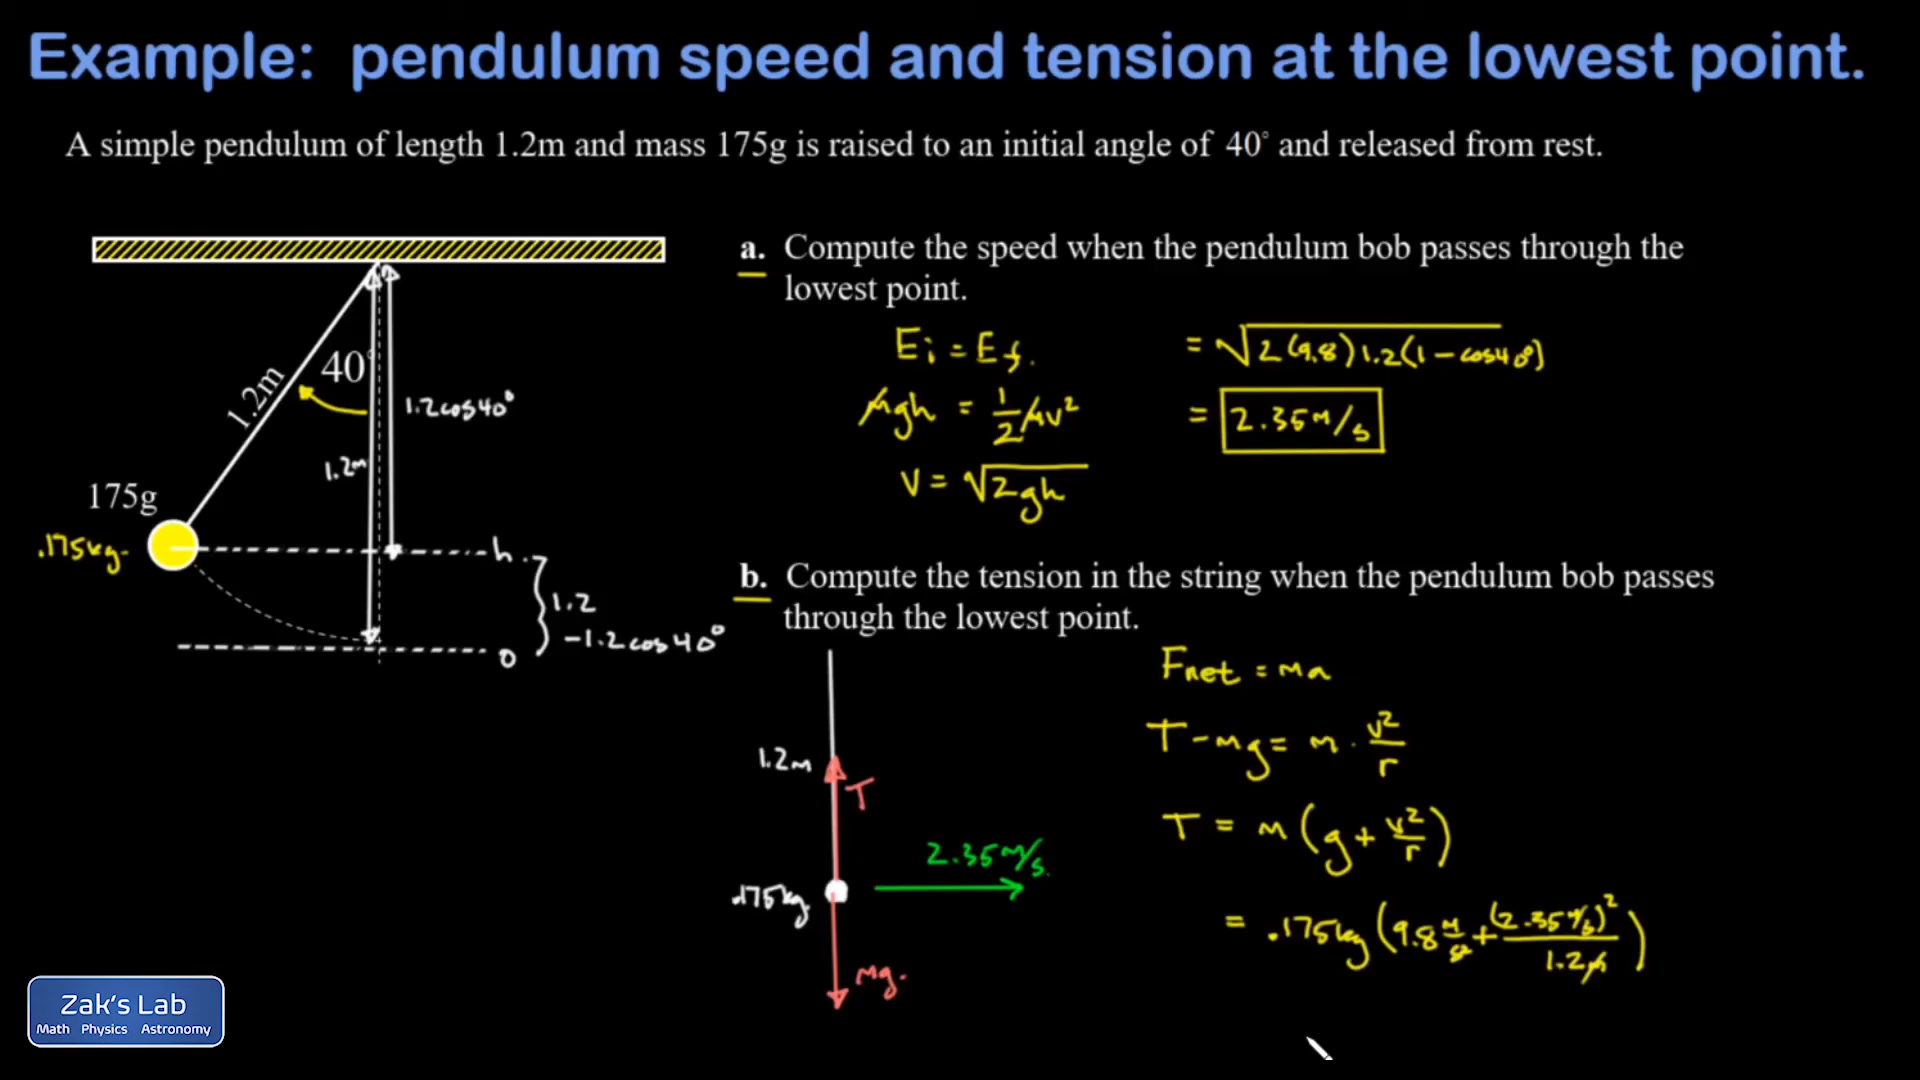 Example: pendulum speed and tension at the lowest point.
A simple pendulum of length 1.2m and mass 175g is raised to an initial angle of 40° and released from rest.
40°
1.2m
1.2cos40°
1.2m
175g
.175kg.
h.
1.2
-1.2cos40°
0
a. Compute the speed when the pendulum bob passes through the
lowest point.
Ei = Ef.
mgh = 1/2 mv²
v = √2gh
= √2(9.8)1.2(1-cos40°)
= 2.35m/s
b. Compute the tension in the string when the pendulum bob passes
through the lowest point.
1.2m
T
2.35m/s.
.175kg.
mg.
Fnet = ma
T-mg = m · v²/r
T = m(g+v²/r)
= .175kg(9.8 m/s²+(2.35m/s)²/1.2m)
Zak's Lab
Math Physics Astronomy